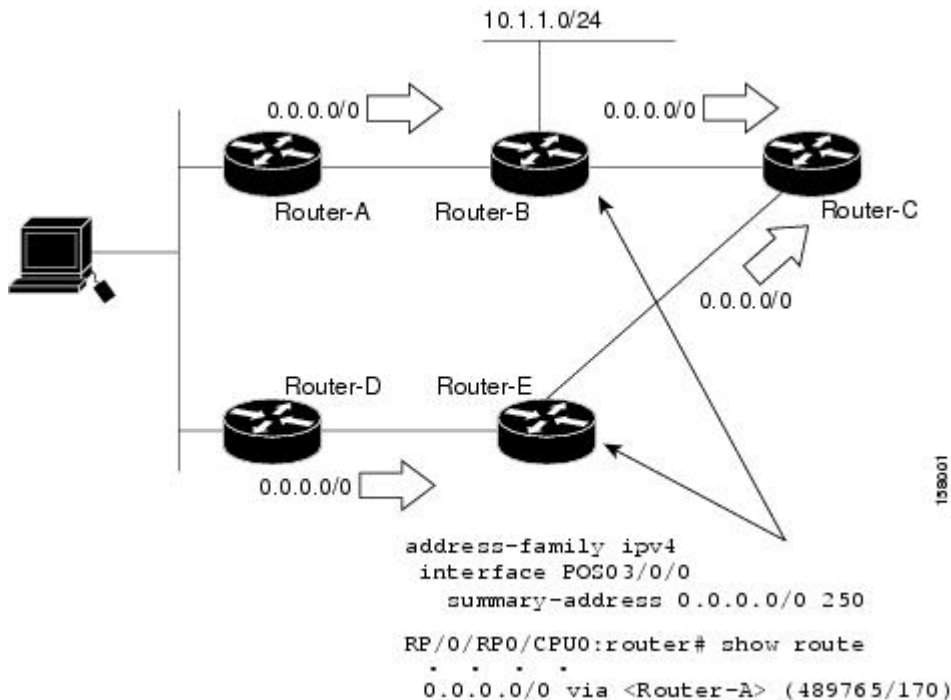 10.1.1.0/24
0.0.0.0/0
0.0.0.0/0
Router-A
Router-B
Router-C
0.0.0.0/0
Router-D
Router-E
0.0.0.0/0
158001
address-family ipv4
interface POS03/0/0
summary-address 0.0.0.0/0 250
RP/0/RP0/CPU0:router# show route
. . . .
0.0.0.0/0 via <Router-A> (489765/170)